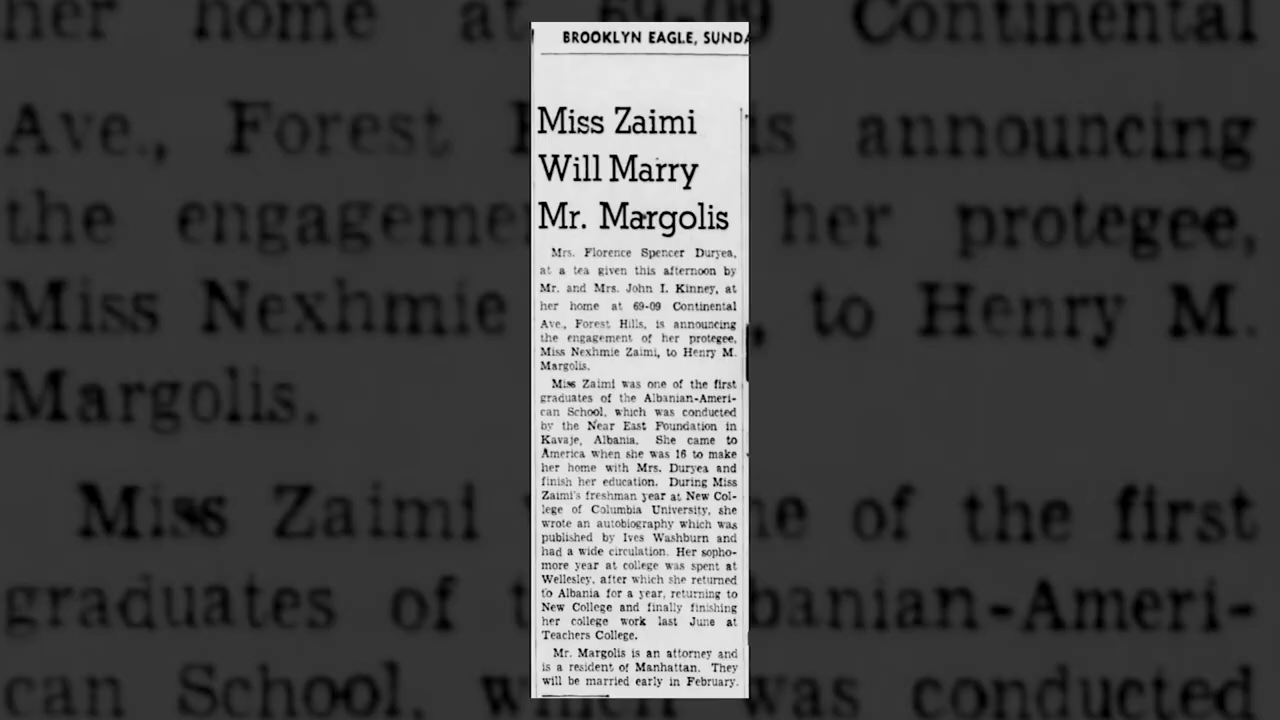 BROOKLYN EAGLE, SUNDA
Miss Zaimi
Will Marry
Mr. Margolis
Mrs. Florence Spencer Duryea,
at a tea given this afternoon by
Mr. and Mrs. John I. Kinney, at
her home at 69-09 Continental
Ave., Forest Hills, is announcing
the engagement of her protegee,
Miss Nexhmie Zaimi, to Henry M.
Margolis.
Miss Zaimi was one of the first
graduates of the Albanian-Ameri-
can School, which was conducted
by the Near East Foundation in
Kavaje, Albania. She came to
America when she was 16 to make
her home with Mrs. Duryea and
finish her education. During Miss
Zaimi's freshman year at New Col-
lege of Columbia University, she
wrote an autobiography which was
published by Ives Washburn and
had a wide circulation. Her sopho-
more year at college was spent at
Wellesley, after which she returned
to Albania for a year, returning to
New College and finally finishing
her college work last June at
Teachers College.
Mr. Margolis is an attorney and
is a resident of Manhattan. They
will be married early in February.
her home at 69-09 Continental
Ave., Forest is announcing
the engageme her protegee,
Miss Nexhmie , to Henry M.
Margolis.
Miss Zaimi ne of the first
graduates of banian-Ameri-
can School, which was conducted